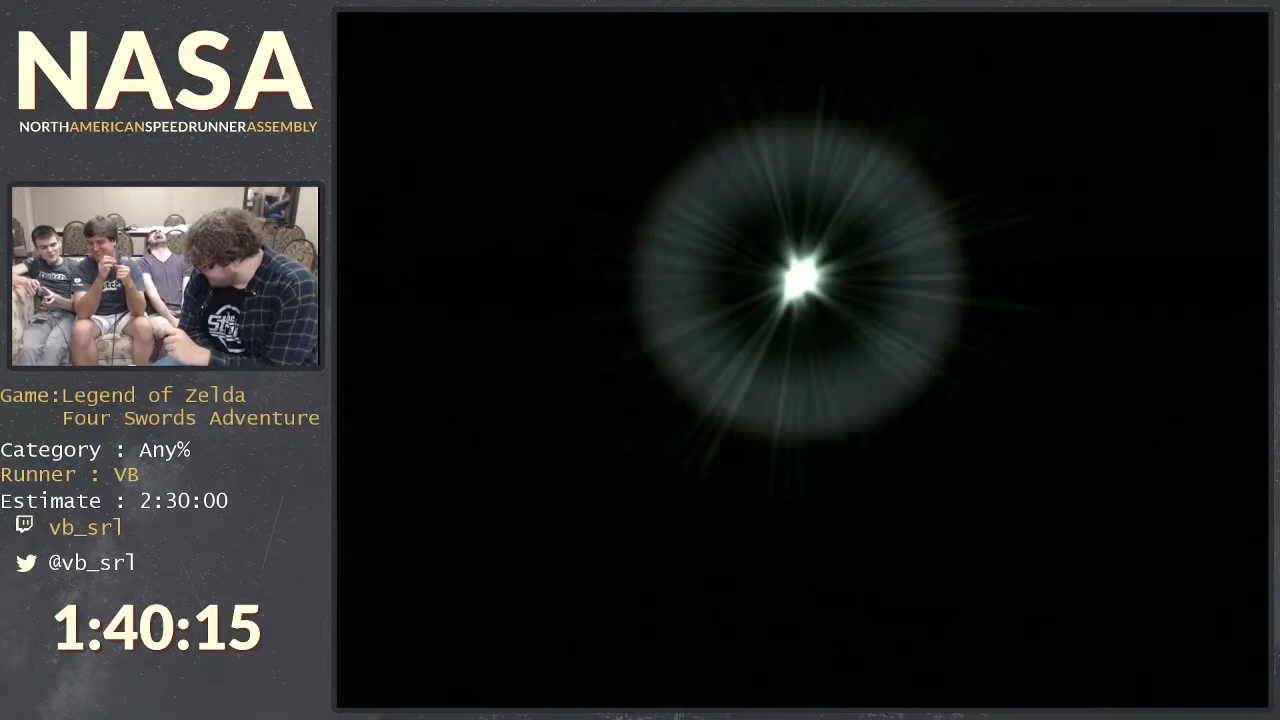 NASA
NORTHAMERICANSPEEDRUNNERASSEMBLY
Game:Legend of Zelda
Four Swords Adventure
Category : Any%
Runner : VB
Estimate : 2:30:00
vb_srl
@vb_srl
1:40:15